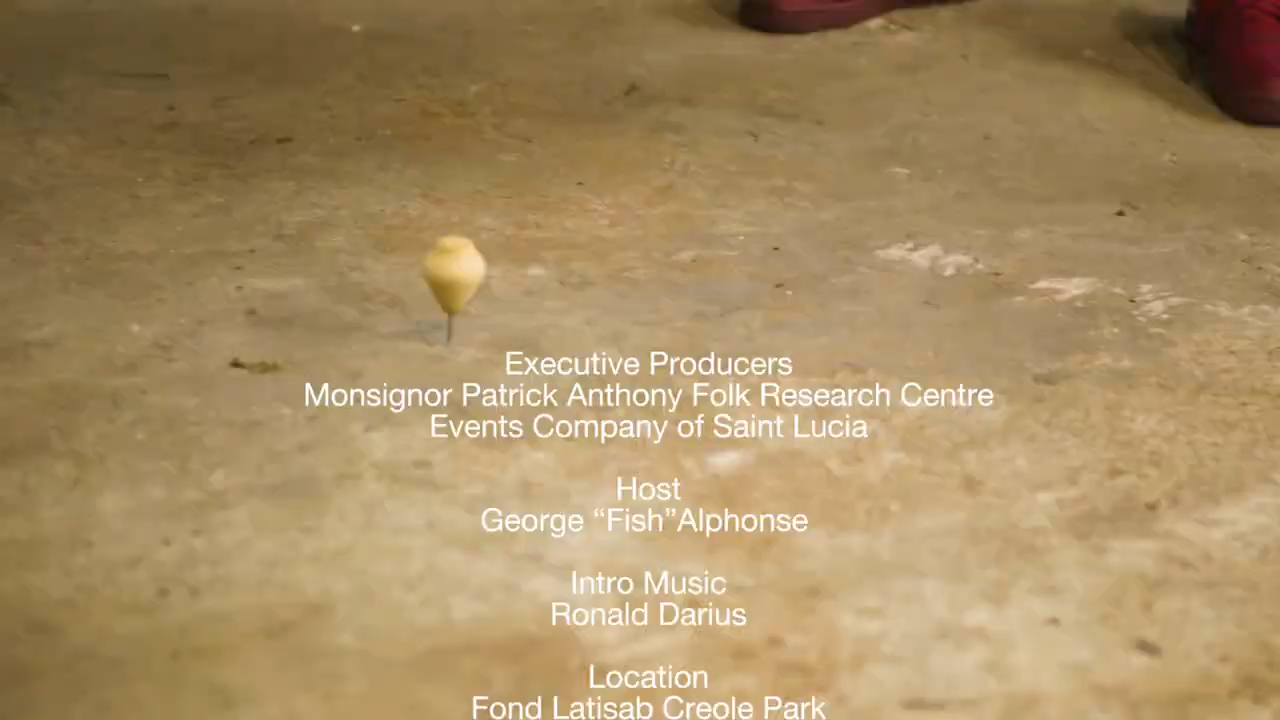 Executive Producers
Monsignor Patrick Anthony Folk Research Centre
Events Company of Saint Lucia
Host
George “Fish”Alphonse
Intro Music
Ronald Darius
Location
Fond Latisab Creole Park